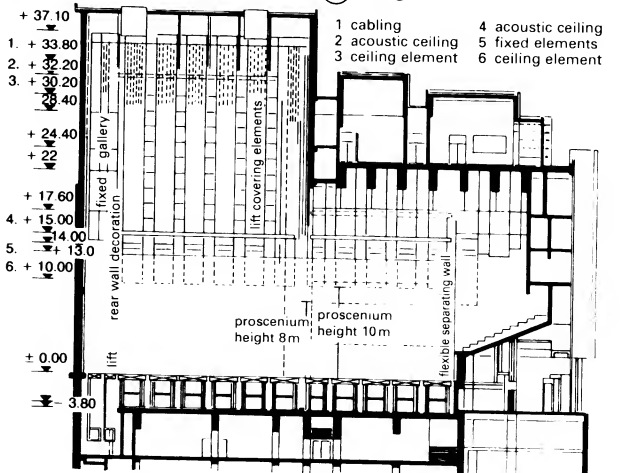 1 cabling
2 acoustic ceiling
3 ceiling element
4 acoustic ceiling
5 fixed elements
6 ceiling element
+ 37.10
1. + 33.80
2. + 32.20
3. + 30.20
28.40
+ 24.40
+ 22
+ 17.60
4. + 15.00
14.00
5. + 13.0
6. + 10.00
± 0.00
- 3.80
fixed gallery
rear wall decoration
lift
lift covering elements
proscenium
height 8m
proscenium
height 10m
flexible separating wall